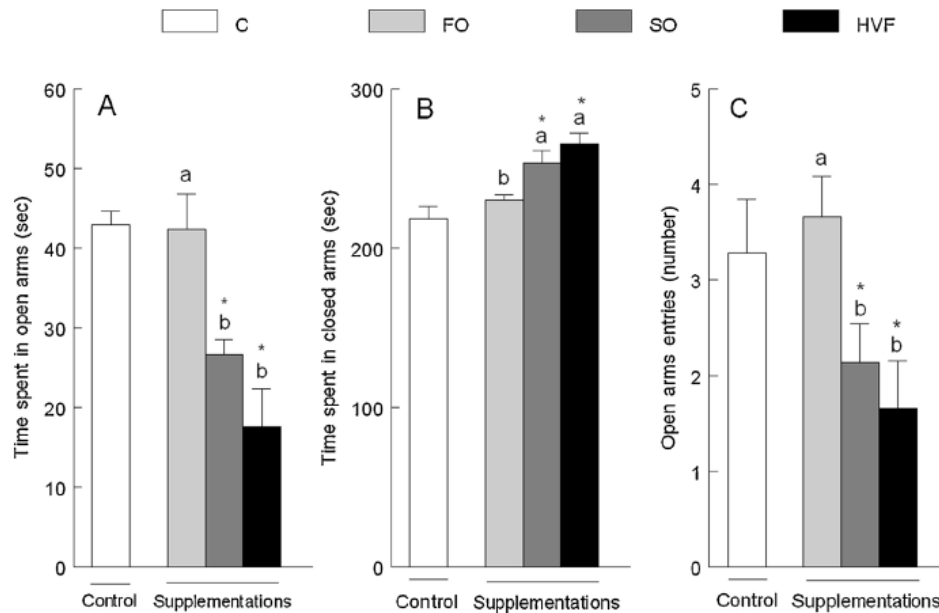 C FO SO HVF
A
Time spent in open arms (sec)
60
50
40
30
20
10
0
a
*
b
*
b
Control Supplementations
B
Time spent in closed arms (sec)
300
200
100
0
b
*
a
*
a
Control Supplementations
C
Open arms entries (number)
5
4
3
2
1
0
a
*
b
*
b
Control Supplementations